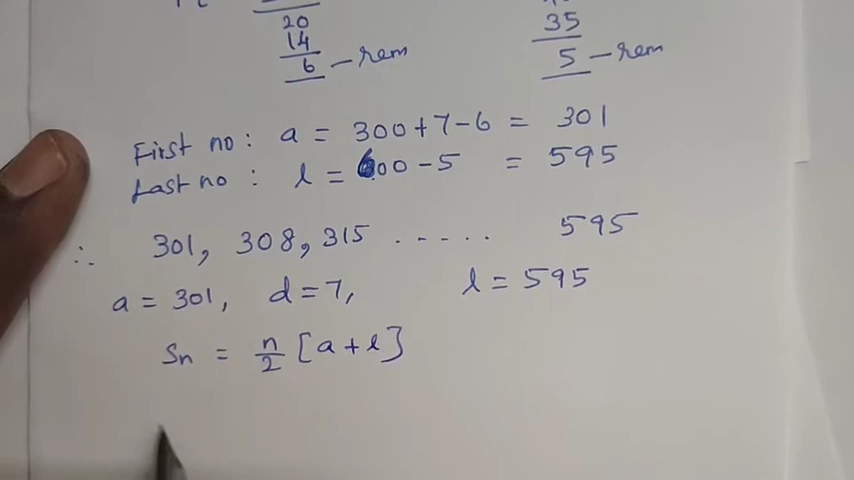 20
14
6 — rem
35
5 — rem
First no : a = 300+7-6 = 301
Last no : l = 600-5 = 595
∴ 301, 308, 315 ...... 595
a = 301, d = 7, l = 595
Sn = n/2 [a+l]